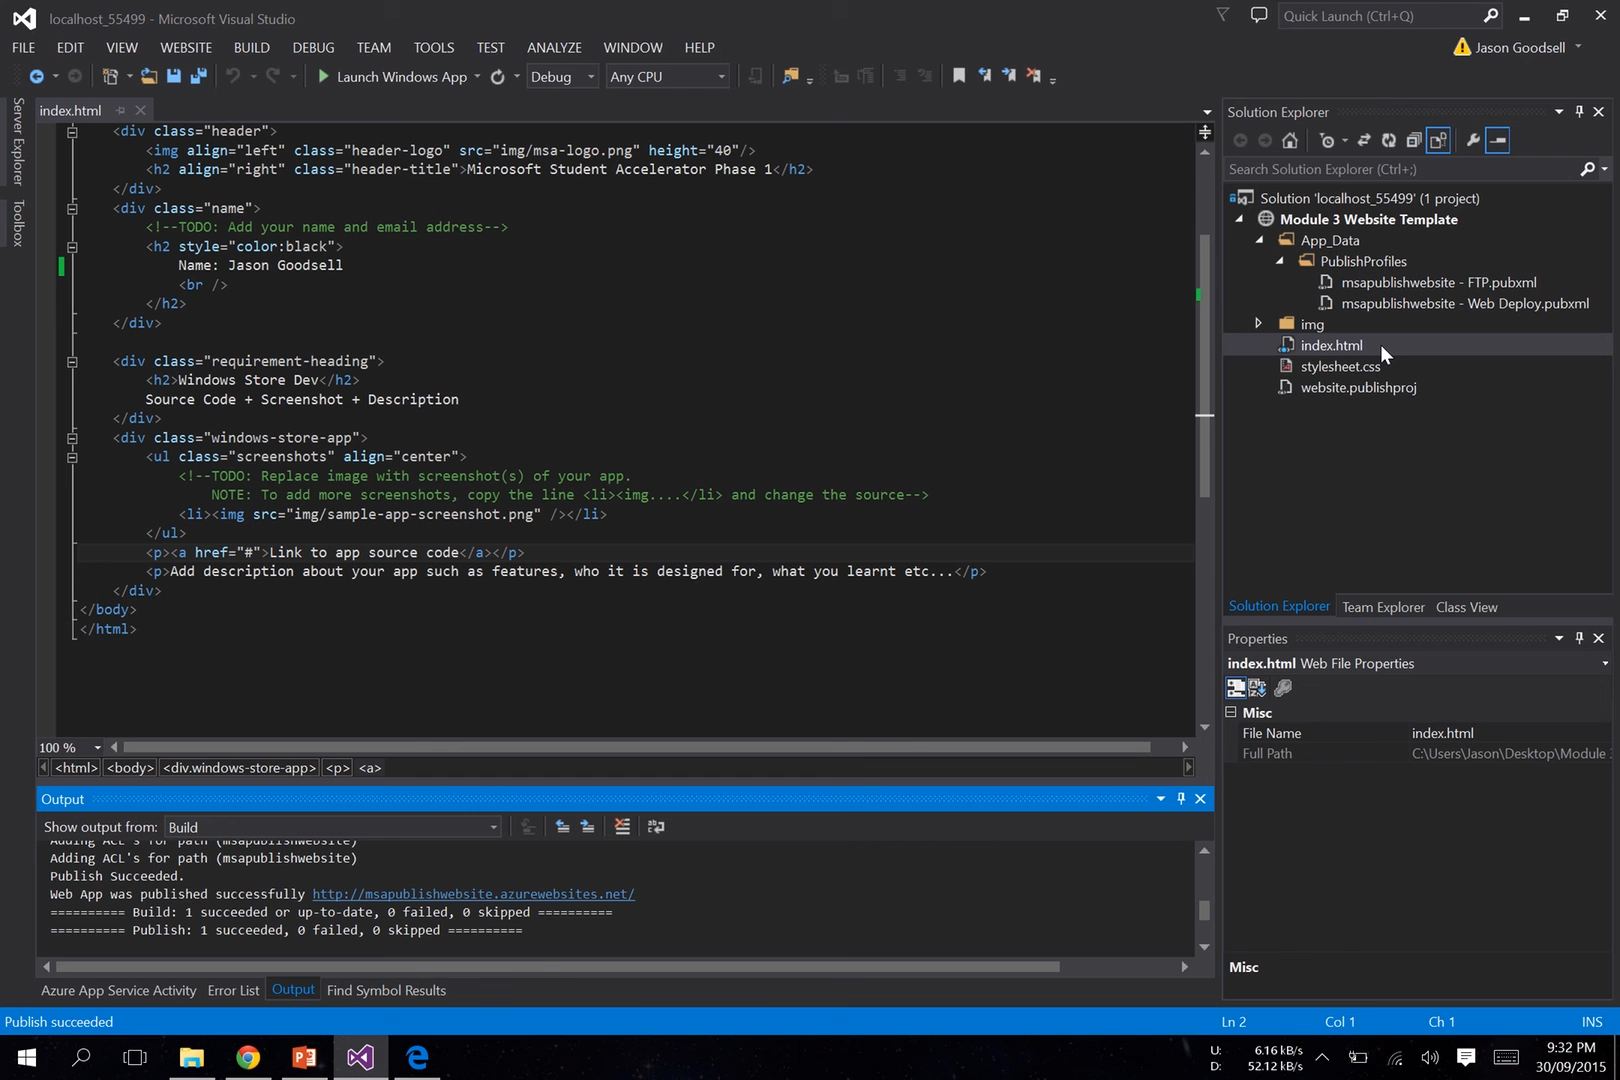 localhost_55499 - Microsoft Visual Studio
Quick Launch (Ctrl+Q)
FILE EDIT VIEW WEBSITE BUILD DEBUG TEAM TOOLS TEST ANALYZE WINDOW HELP
Jason Goodsell
Launch Windows App Debug Any CPU
Server Explorer
Toolbox
index.html
<div class="header">
<img align="left" class="header-logo" src="img/msa-logo.png" height="40"/>
<h2 align="right" class="header-title">Microsoft Student Accelerator Phase 1</h2>
</div>
<div class="name">
<!--TODO: Add your name and email address-->
<h2 style="color:black">
Name: Jason Goodsell
<br />
</h2>
</div>
<div class="requirement-heading">
<h2>Windows Store Dev</h2>
Source Code + Screenshot + Description
</div>
<div class="windows-store-app">
<ul class="screenshots" align="center">
<!--TODO: Replace image with screenshot(s) of your app.
NOTE: To add more screenshots, copy the line <li><img....</li> and change the source-->
<li><img src="img/sample-app-screenshot.png" /></li>
</ul>
<p><a href="#">Link to app source code</a></p>
<p>Add description about your app such as features, who it is designed for, what you learnt etc...</p>
</div>
</body>
</html>
100 %
<html> <body> <div.windows-store-app> <p> <a>
Output
Show output from: Build
Adding ACL's for path (msapublishwebsite)
Adding ACL's for path (msapublishwebsite)
Publish Succeeded.
Web App was published successfully http://msapublishwebsite.azurewebsites.net/
========== Build: 1 succeeded or up-to-date, 0 failed, 0 skipped ==========
========== Publish: 1 succeeded, 0 failed, 0 skipped ==========
Azure App Service Activity Error List Output Find Symbol Results
Solution Explorer
Search Solution Explorer (Ctrl+;)
Solution 'localhost_55499' (1 project)
Module 3 Website Template
App_Data
PublishProfiles
msapublishwebsite - FTP.pubxml
msapublishwebsite - Web Deploy.pubxml
img
index.html
stylesheet.css
website.publishproj
Solution Explorer Team Explorer Class View
Properties
index.html Web File Properties
Misc
File Name index.html
Full Path C:\Users\Jason\Desktop\Module
Misc
Publish succeeded
Ln 2 Col 1 Ch 1 INS
U: 6.16 kB/s
D: 52.12 kB/s
9:32 PM
30/09/2015